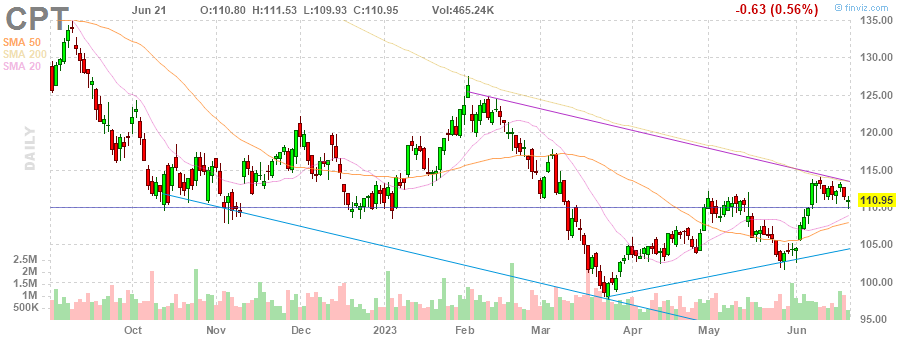 CPT
Jun 21 O:110.80 H:111.53 L:109.93 C:110.95 Vol:465.24K -0.63 (0.56%) © finviz.com
SMA 50
SMA 200
SMA 20
DAILY
135.00
130.00
125.00
120.00
115.00
110.95
110.00
105.00
100.00
95.00
2.5M
2M
1.5M
1M
500K
Oct Nov Dec 2023 Feb Mar Apr May Jun